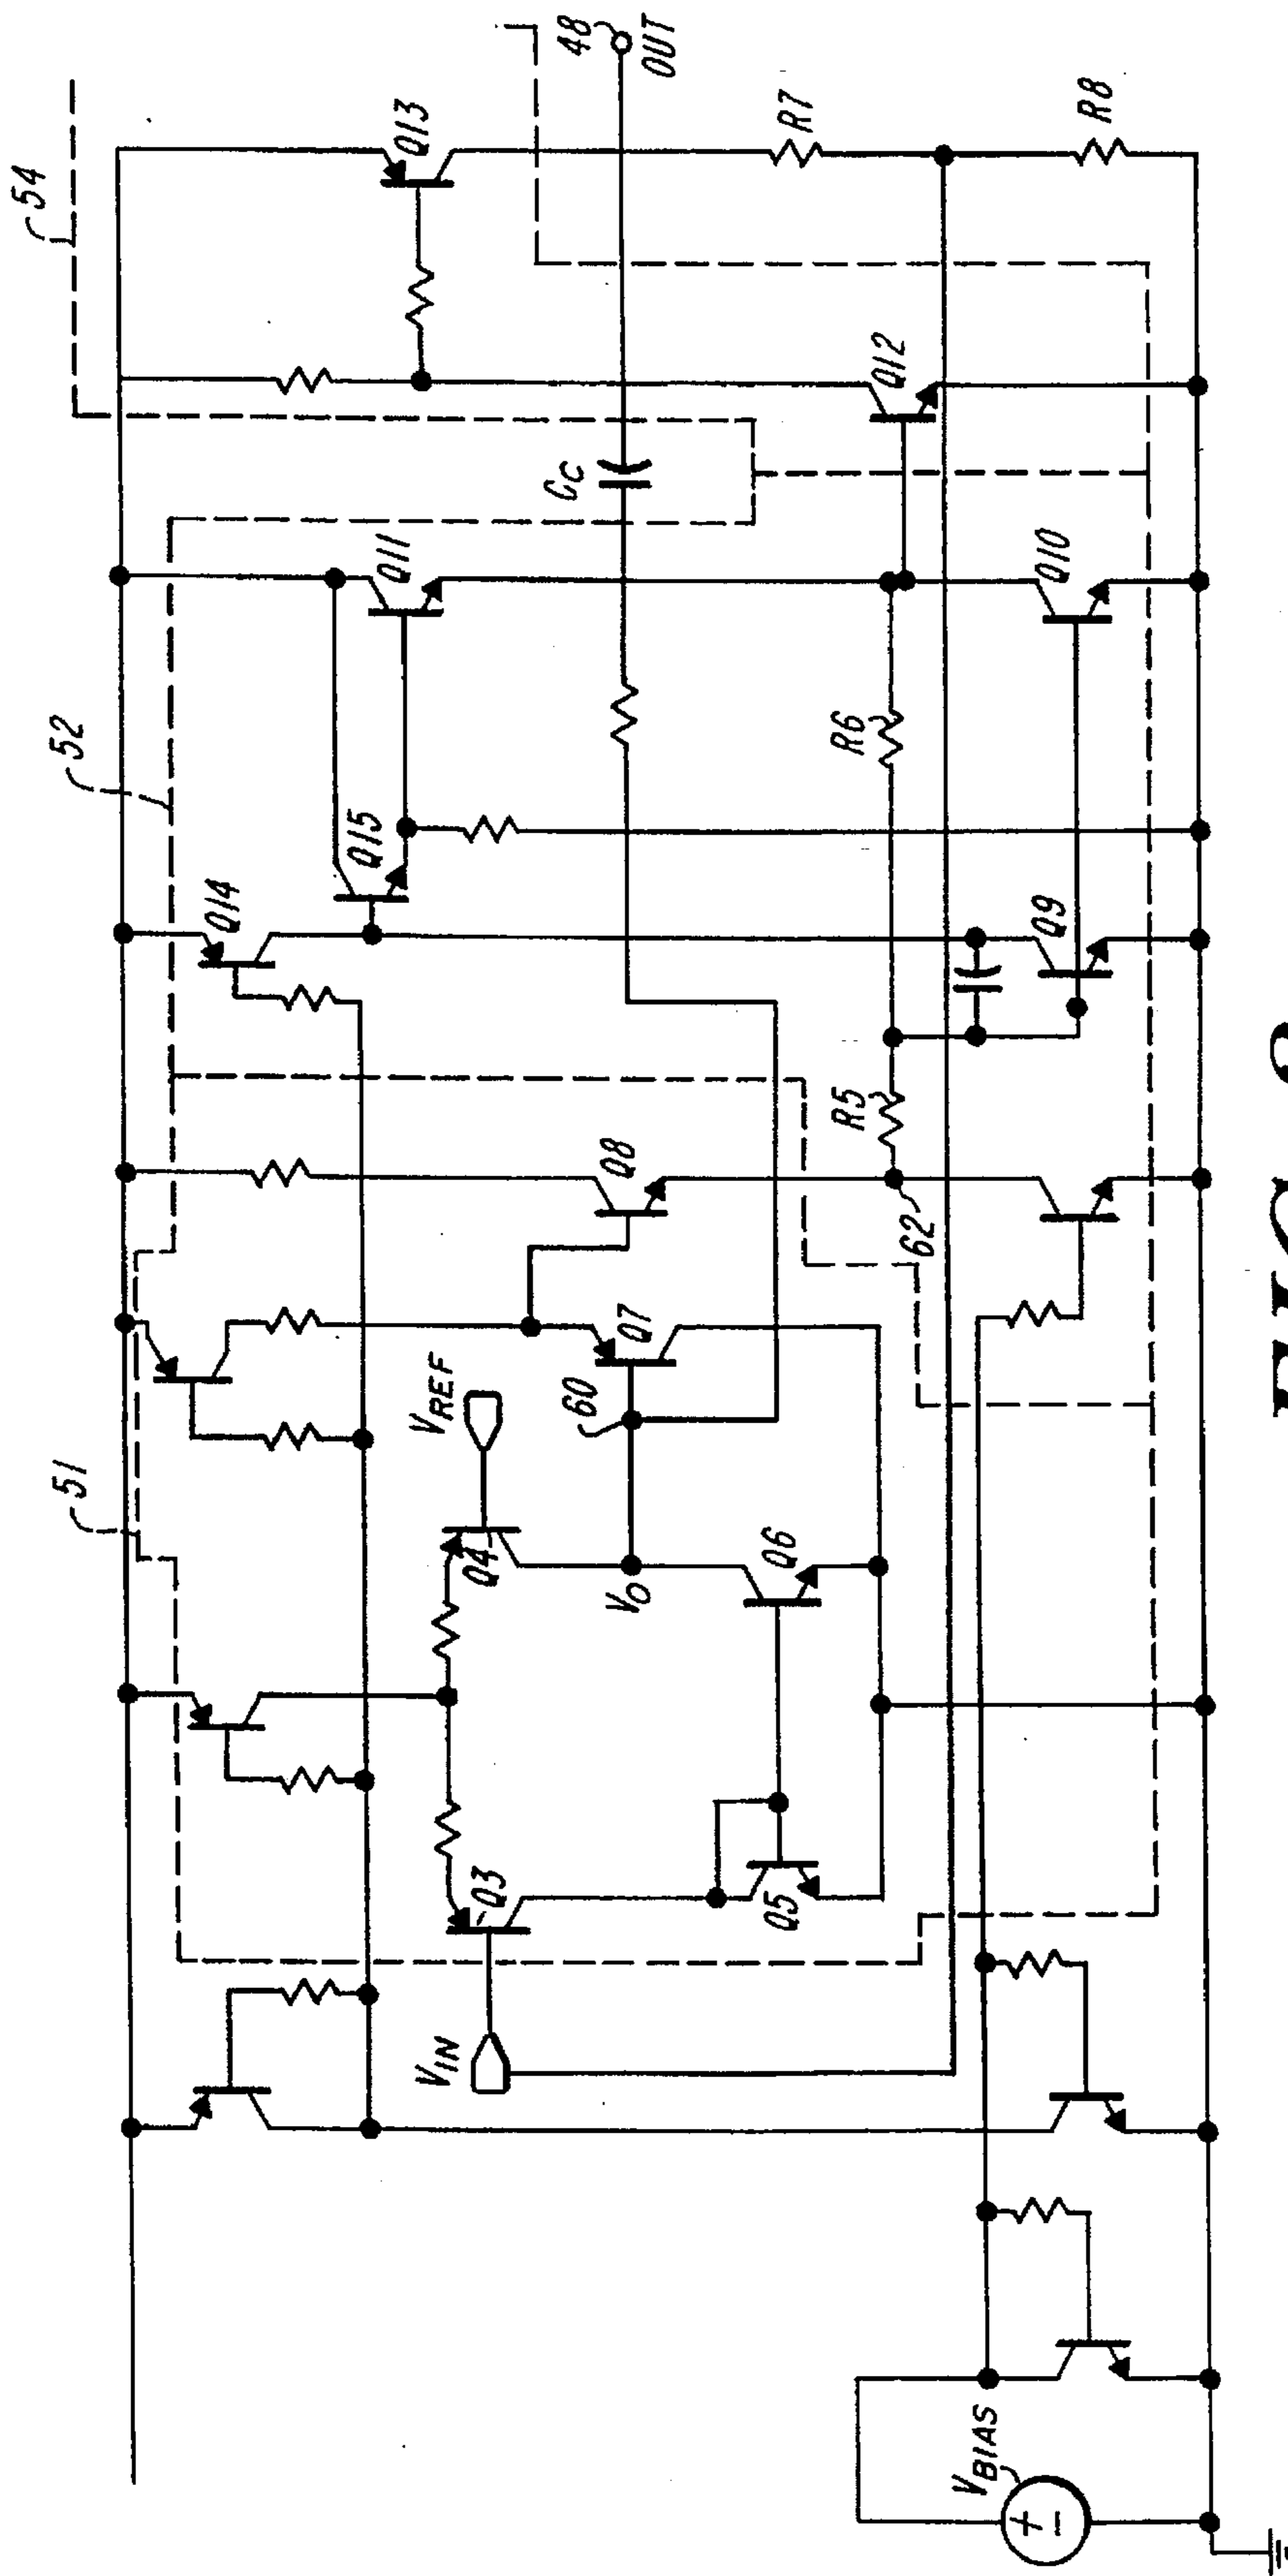 54
48
OUT
Q13
R7
R8
Q12
CC
52
Q11
Q10
R6
Q15
Q14
Q9
R5
Q8
62
Q7
60
VREF
51
Q4
VO
Q6
Q3
Q5
VIN
VBIAS
+
-